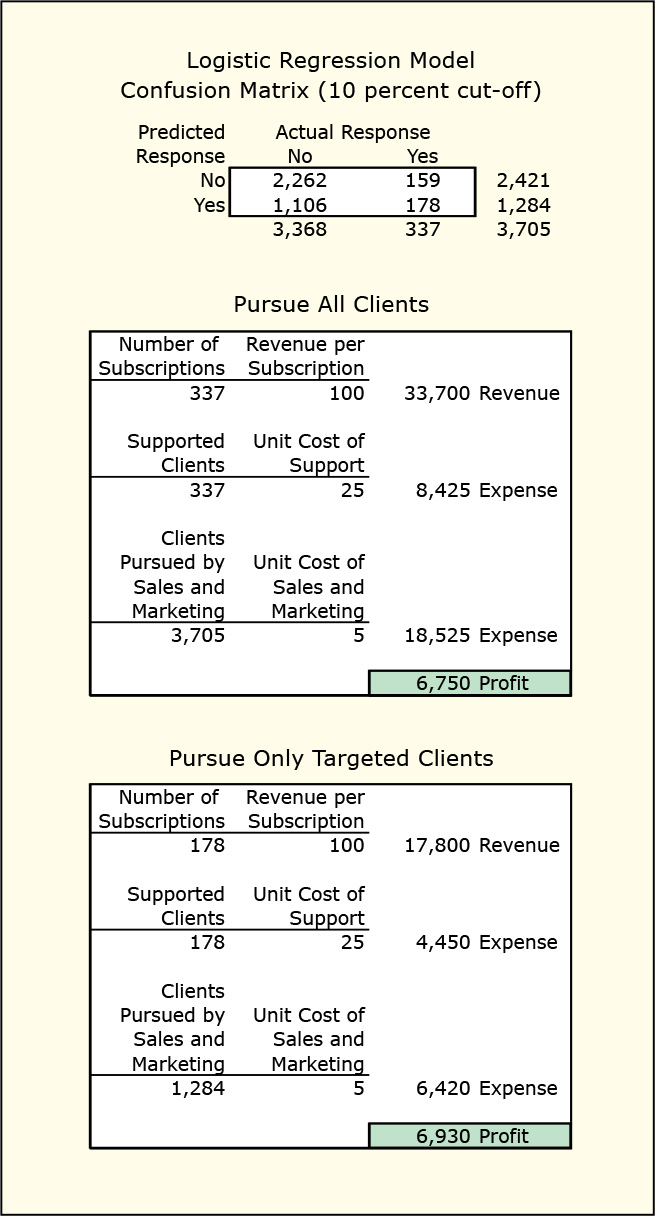 Logistic Regression Model
Confusion Matrix (10 percent cut-off)
Predicted Actual Response
Response No Yes
No 2,262 159 2,421
Yes 1,106 178 1,284
3,368 337 3,705
Pursue All Clients
Number of Revenue per
Subscriptions Subscription
337 100 33,700 Revenue
Supported Unit Cost of
Clients Support
337 25 8,425 Expense
Clients
Pursued by Unit Cost of
Sales and Sales and
Marketing Marketing
3,705 5 18,525 Expense
6,750 Profit
Pursue Only Targeted Clients
Number of Revenue per
Subscriptions Subscription
178 100 17,800 Revenue
Supported Unit Cost of
Clients Support
178 25 4,450 Expense
Clients
Pursued by Unit Cost of
Sales and Sales and
Marketing Marketing
1,284 5 6,420 Expense
6,930 Profit